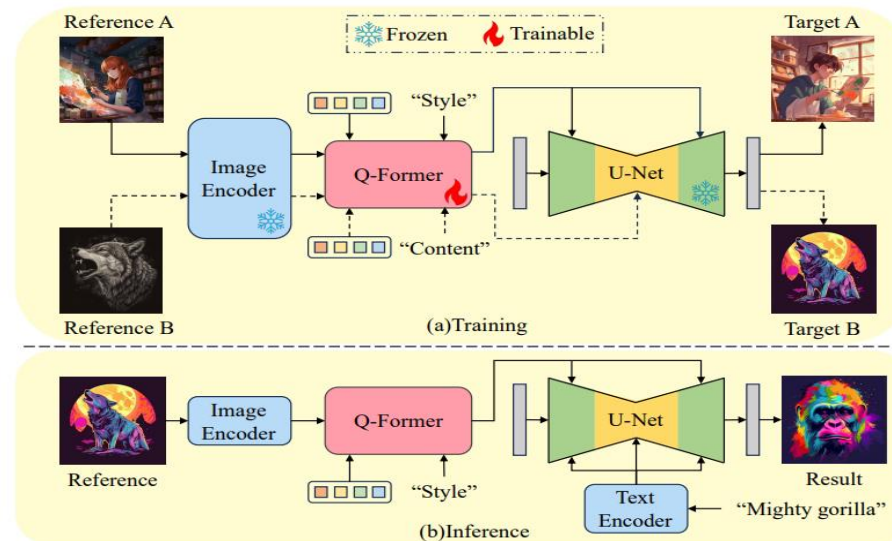 Reference A
Frozen
Trainable
Target A
“Style”
Image
Encoder
Q-Former
U-Net
“Content”
Reference B
(a)Training
Target B
Image
Encoder
Q-Former
U-Net
Reference
“Style”
Text
Encoder
“Mighty gorilla”
Result
(b)Inference